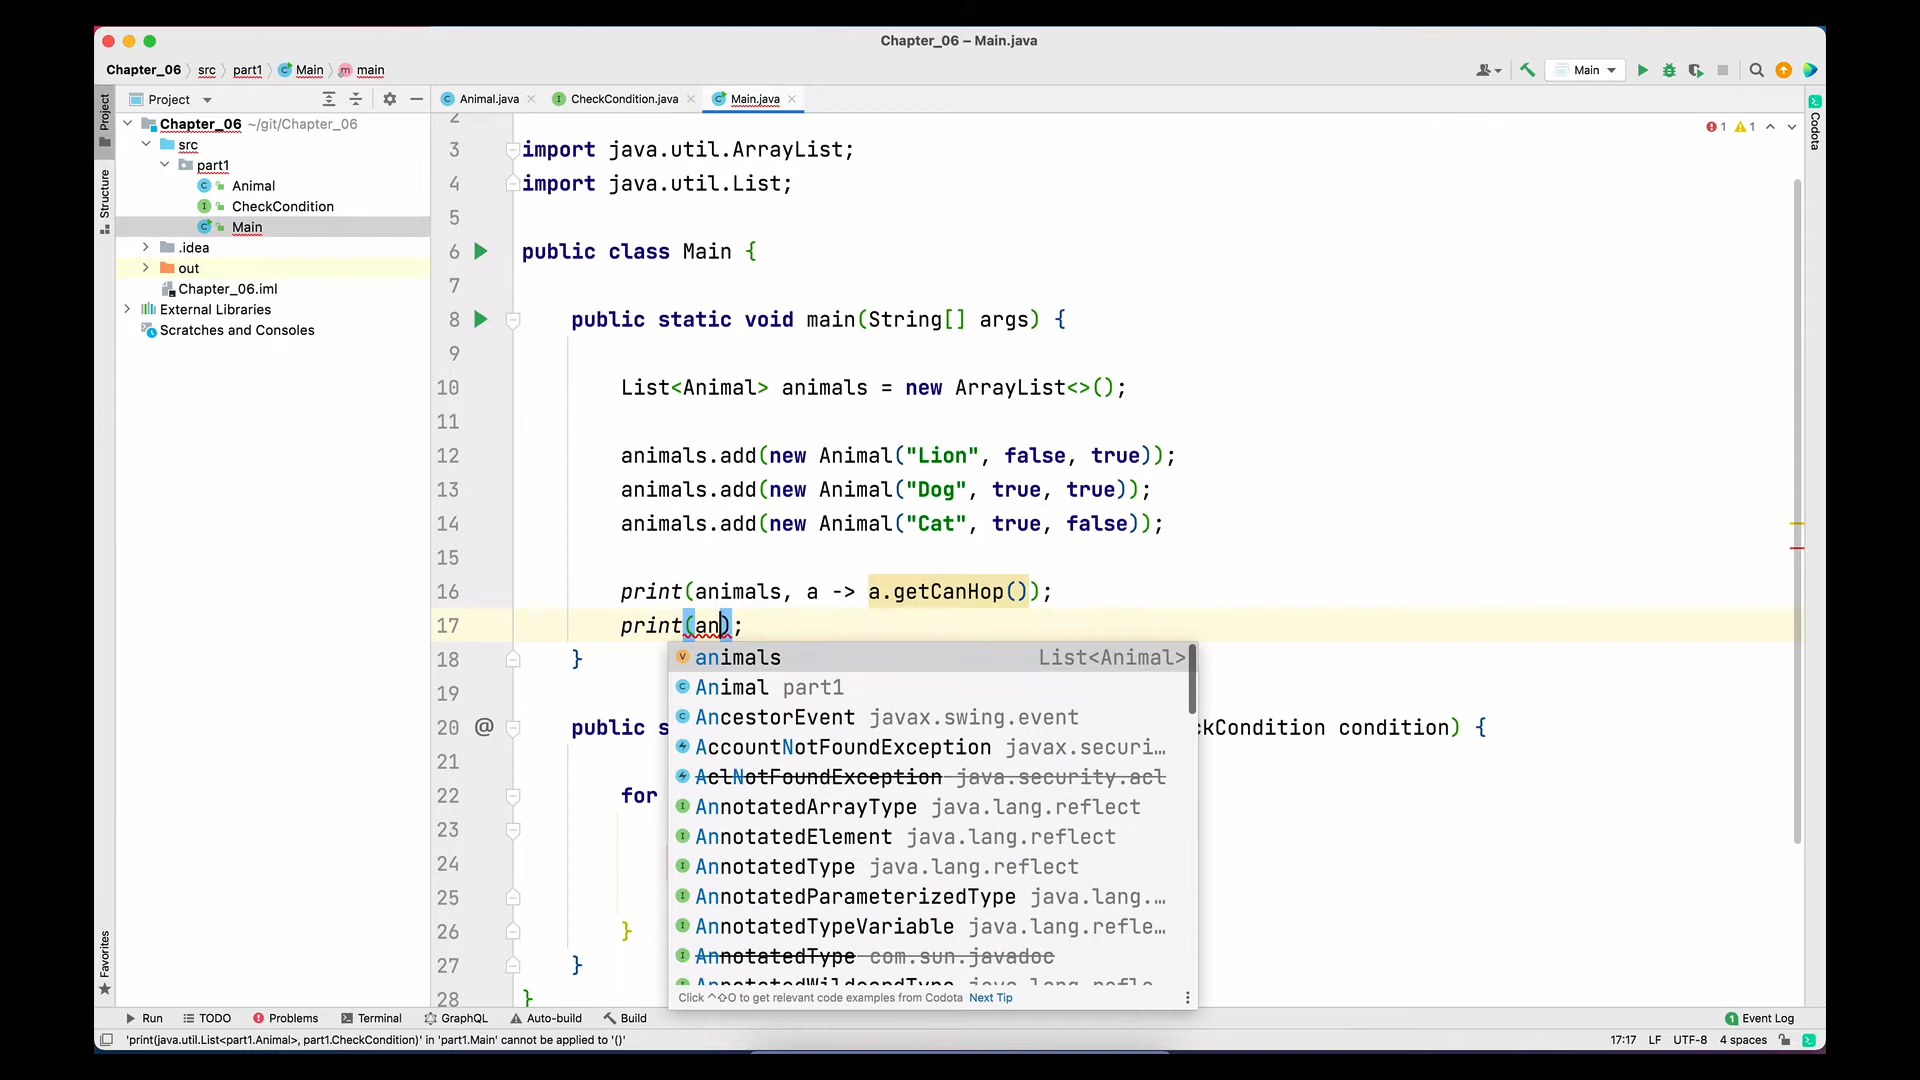 Chapter_06 – Main.java
Chapter_06 src part1 Main main
Main
Project
Animal.java CheckCondition.java Main.java
Project
Structure
Favorites
Codota
Chapter_06 ~/git/Chapter_06
src
part1
Animal
CheckCondition
Main
.idea
out
Chapter_06.iml
External Libraries
Scratches and Consoles
1 1
2
3 import java.util.ArrayList;
4 import java.util.List;
5
6 public class Main {
7
8 public static void main(String[] args) {
9
10 List<Animal> animals = new ArrayList<>();
11
12 animals.add(new Animal("Lion", false, true));
13 animals.add(new Animal("Dog", true, true));
14 animals.add(new Animal("Cat", true, false));
15
16 print(animals, a -> a.getCanHop());
17 print(an);
18 }
19
20 @ public s ckCondition condition) {
21
22 for
23
24
25
26 }
27 }
28 }
animals List<Animal>
Animal part1
AncestorEvent javax.swing.event
AccountNotFoundException javax.securi…
AclNotFoundException java.security.acl
AnnotatedArrayType java.lang.reflect
AnnotatedElement java.lang.reflect
AnnotatedType java.lang.reflect
AnnotatedParameterizedType java.lang.…
AnnotatedTypeVariable java.lang.refle…
AnnotatedType com.sun.javadoc
Click ^⇧O to get relevant code examples from Codota Next Tip
Run TODO Problems Terminal GraphQL Auto-build Build
1 Event Log
'print(java.util.List<part1.Animal>, part1.CheckCondition)' in 'part1.Main' cannot be applied to '()'
17:17 LF UTF-8 4 spaces